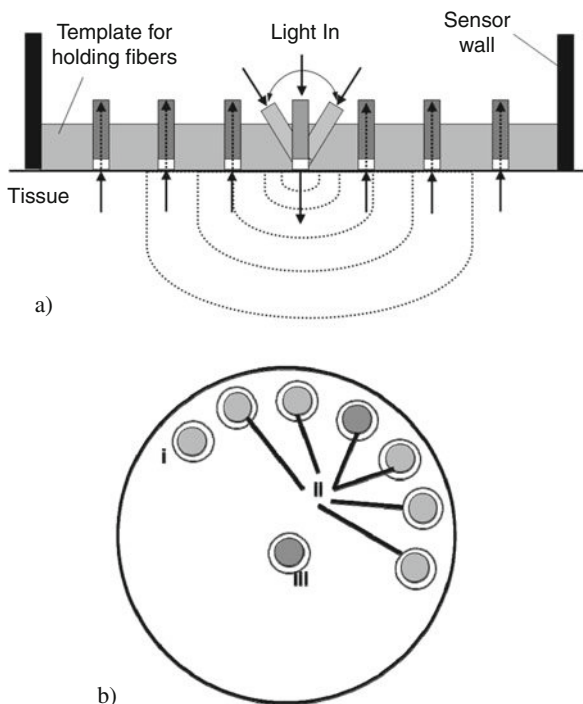 Template for
holding fibers
Light In
Sensor
wall
Tissue
a)
i
II
III
b)